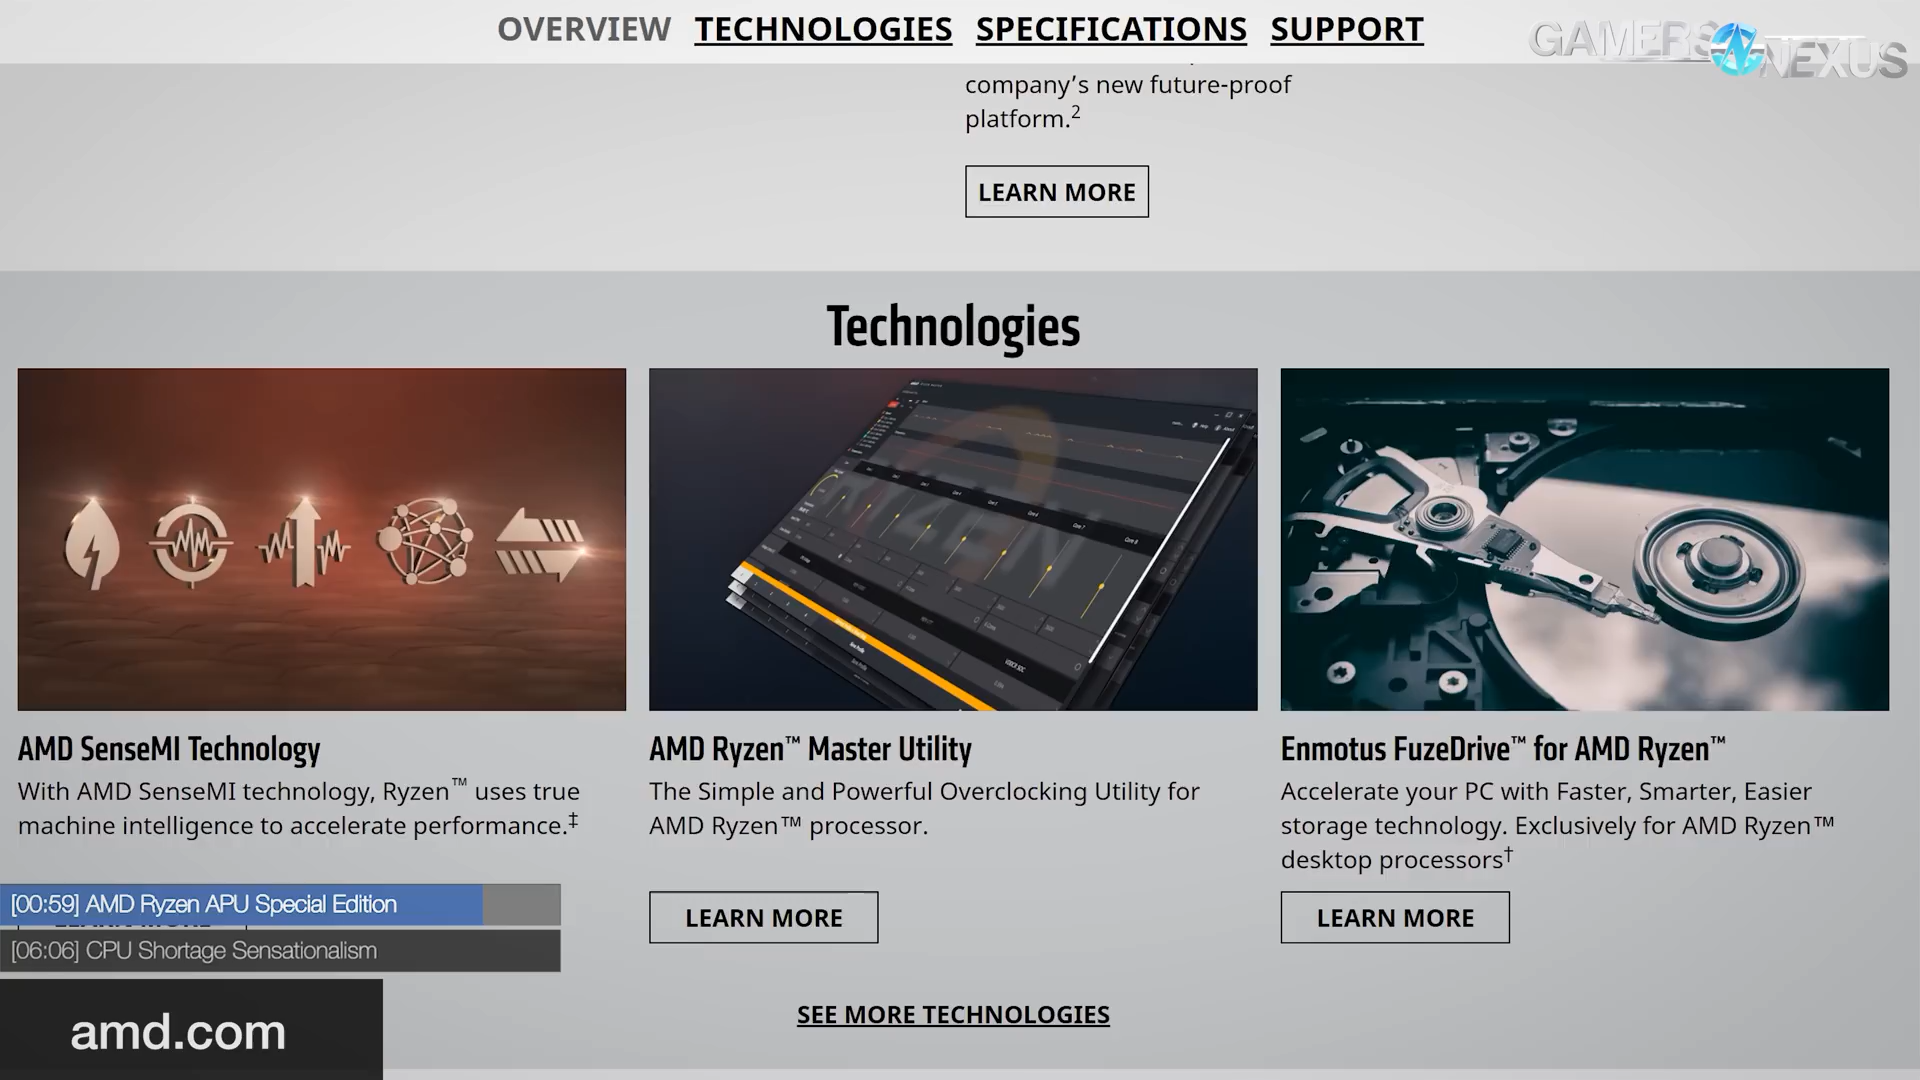 OVERVIEW TECHNOLOGIES SPECIFICATIONS SUPPORT
GAMERS NEXUS
company's new future-proof
platform.2
LEARN MORE
Technologies
AMD SenseMI Technology
With AMD SenseMI technology, Ryzen™ uses true
machine intelligence to accelerate performance.‡
AMD Ryzen™ Master Utility
The Simple and Powerful Overclocking Utility for
AMD Ryzen™ processor.
LEARN MORE
Enmotus FuzeDrive™ for AMD Ryzen™
Accelerate your PC with Faster, Smarter, Easier
storage technology. Exclusively for AMD Ryzen™
desktop processors†
LEARN MORE
[00:59] AMD Ryzen APU Special Edition
[06:06] CPU Shortage Sensationalism
SEE MORE TECHNOLOGIES
amd.com